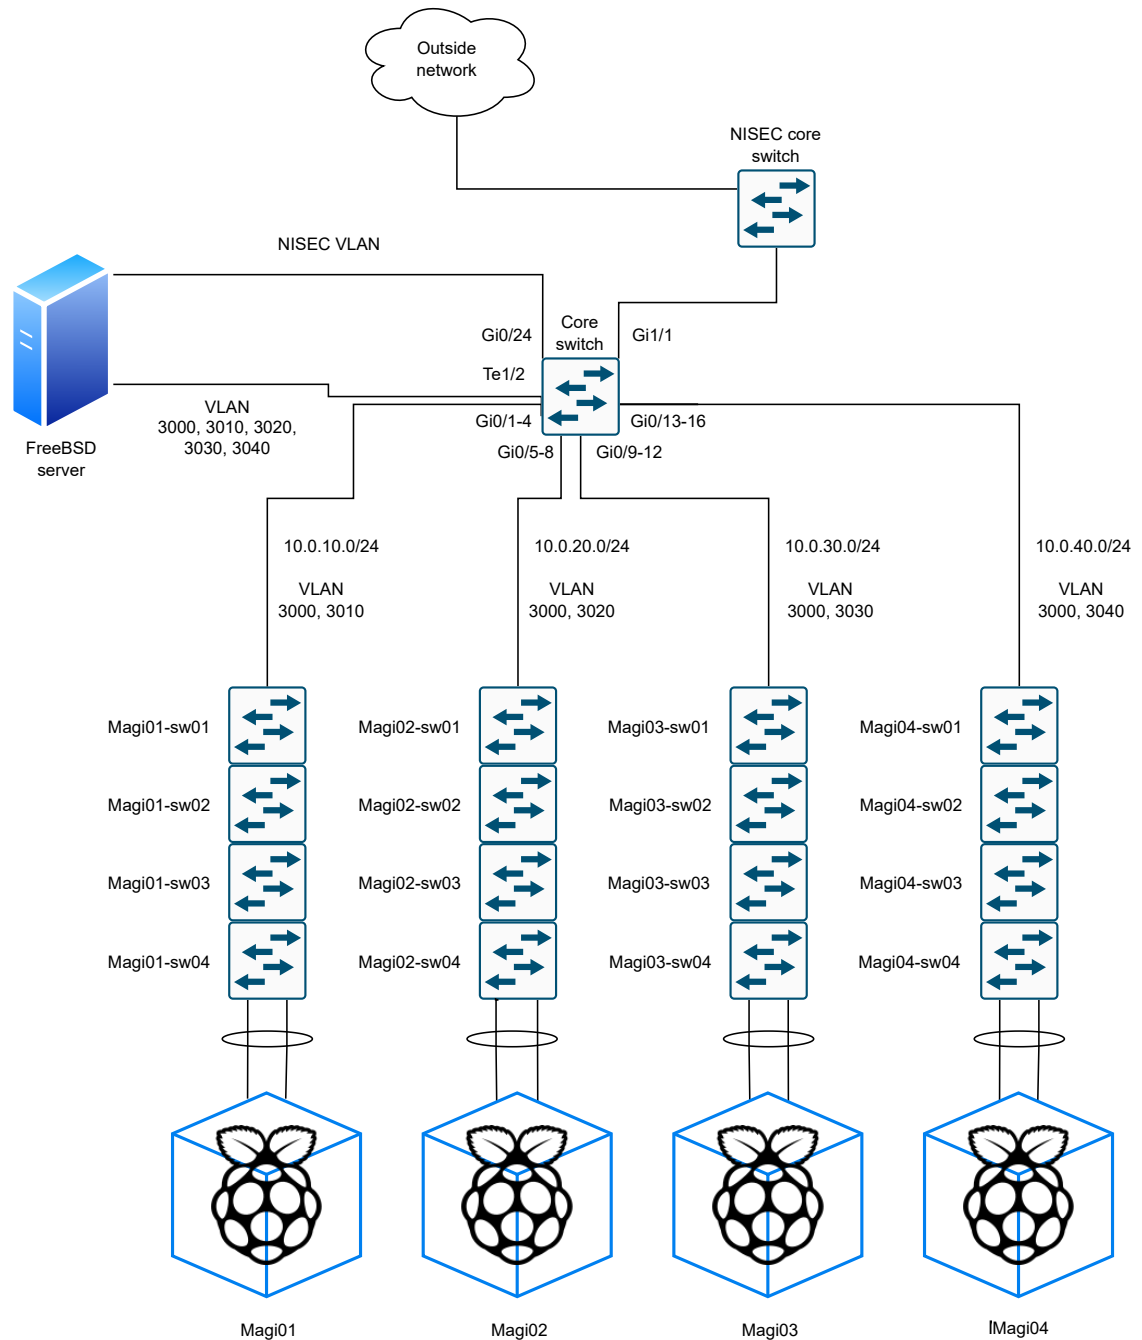 Outside
network
NISEC core
switch
NISEC VLAN
Gi0/24
Core
switch
Gi1/1
Te1/2
VLAN
3000, 3010, 3020,
3030, 3040
Gi0/1-4
Gi0/13-16
FreeBSD
server
Gi0/5-8
Gi0/9-12
10.0.10.0/24
10.0.20.0/24
10.0.30.0/24
10.0.40.0/24
VLAN
3000, 3010
VLAN
3000, 3020
VLAN
3000, 3030
VLAN
3000, 3040
Magi01-sw01
Magi02-sw01
Magi03-sw01
Magi04-sw01
Magi01-sw02
Magi02-sw02
Magi03-sw02
Magi04-sw02
Magi01-sw03
Magi02-sw03
Magi03-sw03
Magi04-sw03
Magi01-sw04
Magi02-sw04
Magi03-sw04
Magi04-sw04
Magi01
Magi02
Magi03
lMagi04